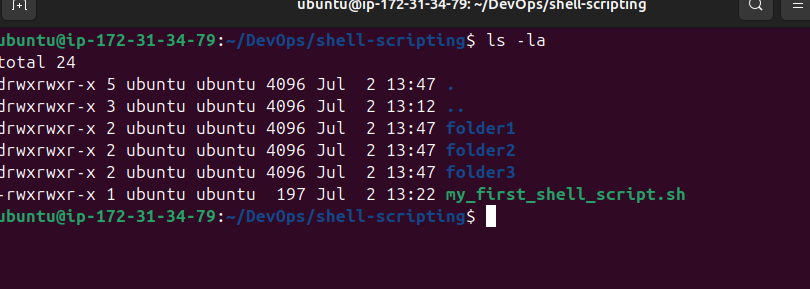 ubuntu@ip-172-31-34-79: ~/DevOps/shell-scripting
ubuntu@ip-172-31-34-79:~/DevOps/shell-scripting$ ls -la
total 24
drwxrwxr-x 5 ubuntu ubuntu 4096 Jul  2 13:47 .
drwxrwxr-x 3 ubuntu ubuntu 4096 Jul  2 13:12 ..
drwxrwxr-x 2 ubuntu ubuntu 4096 Jul  2 13:47 folder1
drwxrwxr-x 2 ubuntu ubuntu 4096 Jul  2 13:47 folder2
drwxrwxr-x 2 ubuntu ubuntu 4096 Jul  2 13:47 folder3
-rwxrwxr-x 1 ubuntu ubuntu  197 Jul  2 13:22 my_first_shell_script.sh
ubuntu@ip-172-31-34-79:~/DevOps/shell-scripting$